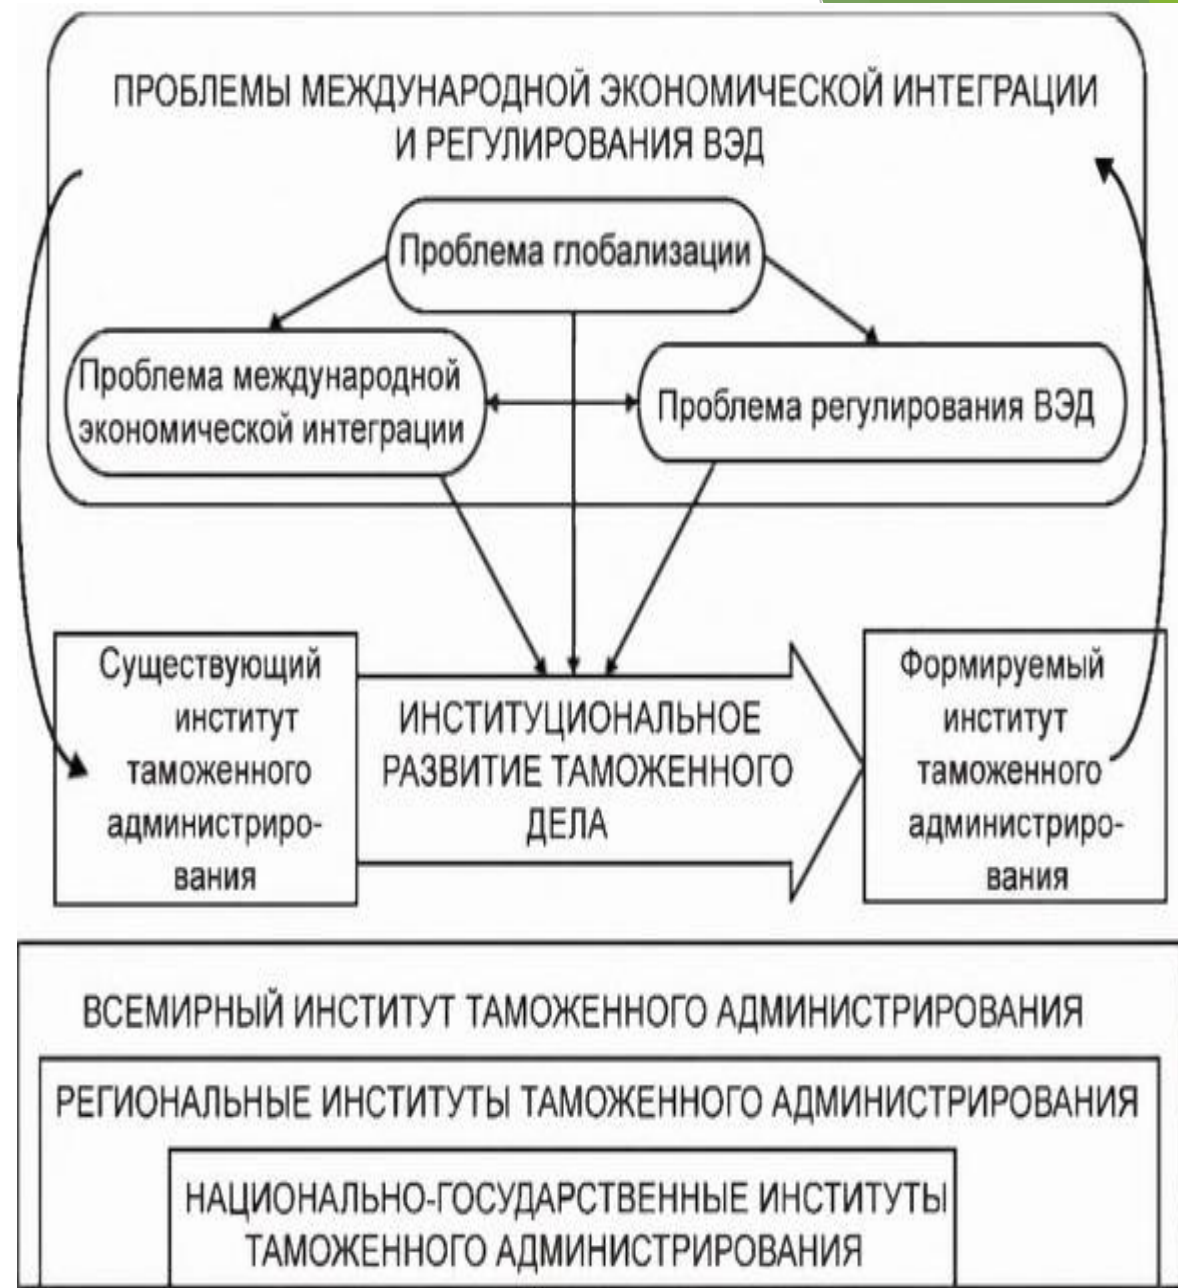 ПРОБЛЕМЫ МЕЖДУНАРОДНОЙ ЭКОНОМИЧЕСКОЙ ИНТЕГРАЦИИ
И РЕГУЛИРОВАНИЯ ВЭД
Проблема глобализации
Проблема международной
экономической интеграции
Проблема регулирования ВЭД
Существующий
институт
таможенного
администриро-
вания
ИНСТИТУЦИОНАЛЬНОЕ
РАЗВИТИЕ ТАМОЖЕННОГО
ДЕЛА
Формируемый
институт
таможенного
администриро-
вания
ВСЕМИРНЫЙ ИНСТИТУТ ТАМОЖЕННОГО АДМИНИСТРИРОВАНИЯ
РЕГИОНАЛЬНЫЕ ИНСТИТУТЫ ТАМОЖЕННОГО АДМИНИСТРИРОВАНИЯ
НАЦИОНАЛЬНО-ГОСУДАРСТВЕННЫЕ ИНСТИТУТЫ
ТАМОЖЕННОГО АДМИНИСТРИРОВАНИЯ